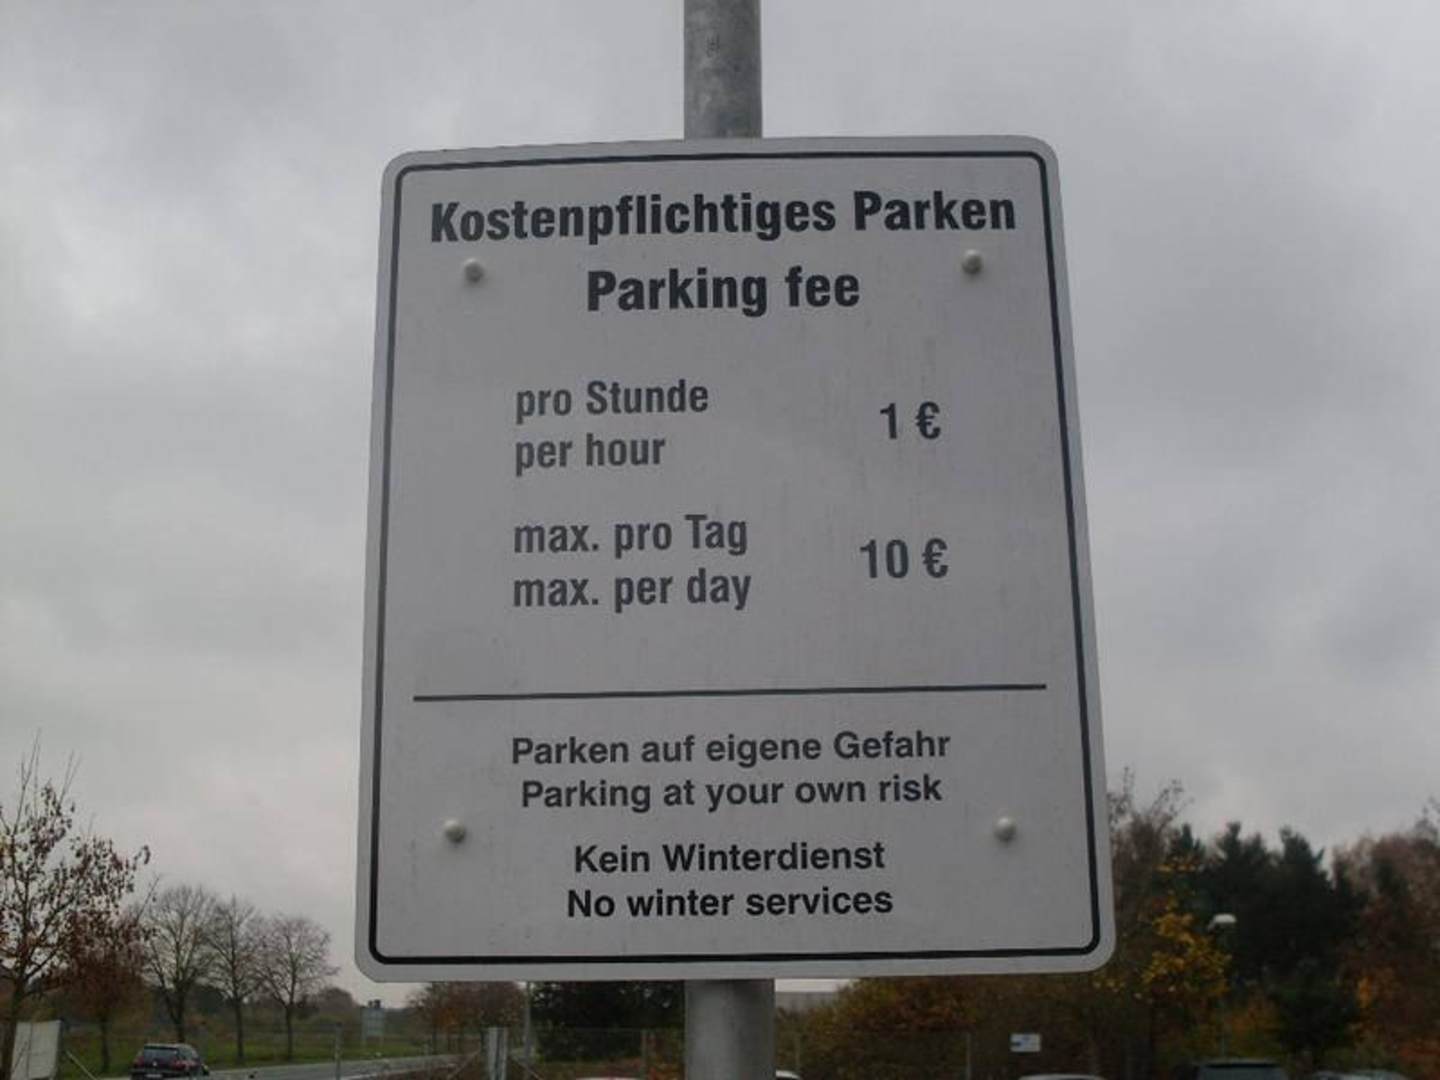 Kostenpflichtiges Parken
Parking fee
pro Stunde
per hour
1 €
max. pro Tag
max. per day
10 €
Parken auf eigene Gefahr
Parking at your own risk
Kein Winterdienst
No winter services